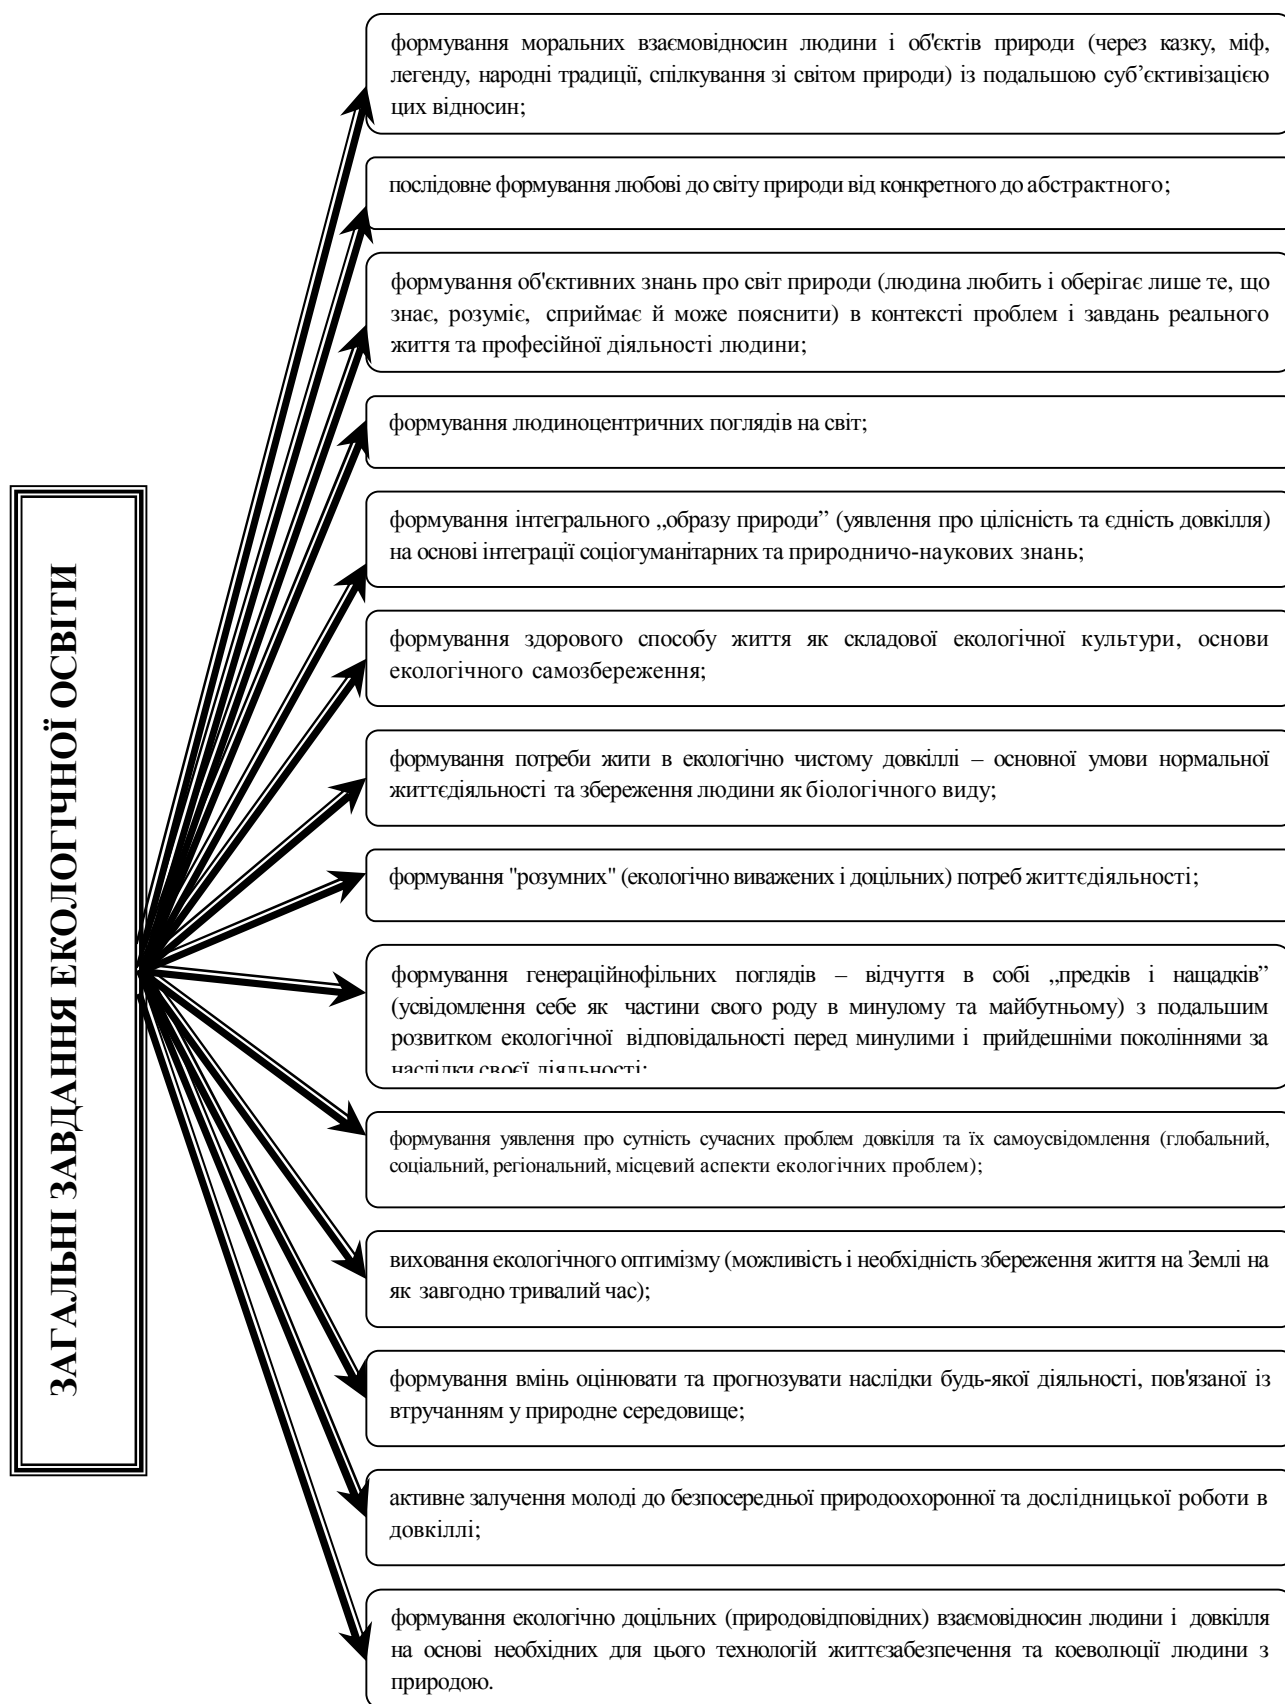 ЗАГАЛЬНІ ЗАВДАННЯ ЕКОЛОГІЧНОЇ ОСВІТИ
формування моральних взаємовідносин людини і об'єктів природи (через казку, міф,
легенду, народні традиції, спілкування зі світом природи) із подальшою суб’єктивізацією
цих відносин;
послідовне формування любові до світу природи від конкретного до абстрактного;
формування об'єктивних знань про світ природи (людина любить і оберігає лише те, що
знає, розуміє, сприймає й може пояснити) в контексті проблем і завдань реального
життя та професійної діяльності людини;
формування людиноцентричних поглядів на світ;
формування інтегрального „образу природи” (уявлення про цілісність та єдність довкілля)
на основі інтеграції соціогуманітарних та природничо-наукових знань;
формування здорового способу життя як складової екологічної культури, основи
екологічного самозбереження;
формування потреби жити в екологічно чистому довкіллі – основної умови нормальної
життєдіяльності та збереження людини як біологічного виду;
формування "розумних" (екологічно виважених і доцільних) потреб життєдіяльності;
формування генераційнофільних поглядів – відчуття в собі „предків і нащадків”
(усвідомлення себе як частини свого роду в минулому та майбутньому) з подальшим
розвитком екологічної відповідальності перед минулими і прийдешніми поколіннями за
наслідки своєї діяльності;
формування уявлення про сутність сучасних проблем довкілля та їх самоусвідомлення (глобальний,
соціальний, регіональний, місцевий аспекти екологічних проблем);
виховання екологічного оптимізму (можливість і необхідність збереження життя на Землі на
як завгодно тривалий час);
формування вмінь оцінювати та прогнозувати наслідки будь-якої діяльності, пов'язаної із
втручанням у природне середовище;
активне залучення молоді до безпосередньої природоохоронної та дослідницької роботи в
довкіллі;
формування екологічно доцільних (природовідповідних) взаємовідносин людини і довкілля
на основі необхідних для цього технологій життєзабезпечення та коеволюції людини з
природою.